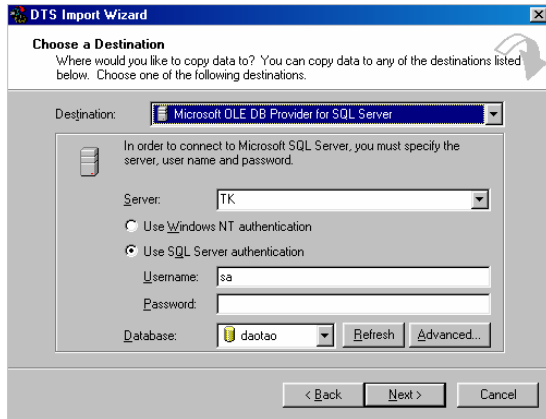 DTS Import Wizard
Choose a Destination
Where would you like to copy data to? You can copy data to any of the destinations listed
below. Choose one of the following destinations.
Destination: Microsoft OLE DB Provider for SQL Server
In order to connect to Microsoft SQL Server, you must specify the
server, user name and password.
Server: TK
Use Windows NT authentication
Use SQL Server authentication
Username: sa
Password:
Database: daotao Refresh Advanced...
< Back Next > Cancel